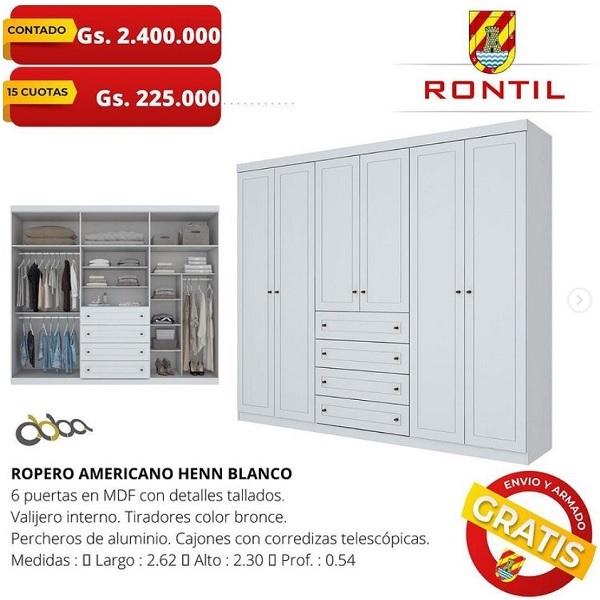 CONTADO
Gs. 2.400.000
15 CUOTAS
Gs. 225.000
RONTIL
abba
ROPERO AMERICANO HENN BLANCO
6 puertas en MDF con detalles tallados.
Valijero interno. Tiradores color bronce.
Percheros de aluminio. Cajones con corredizas telescópicas.
Medidas : ▯ Largo : 2.62 ▯ Alto : 2.30 ▯ Prof. : 0.54
ENVIO Y ARMADO
GRATIS